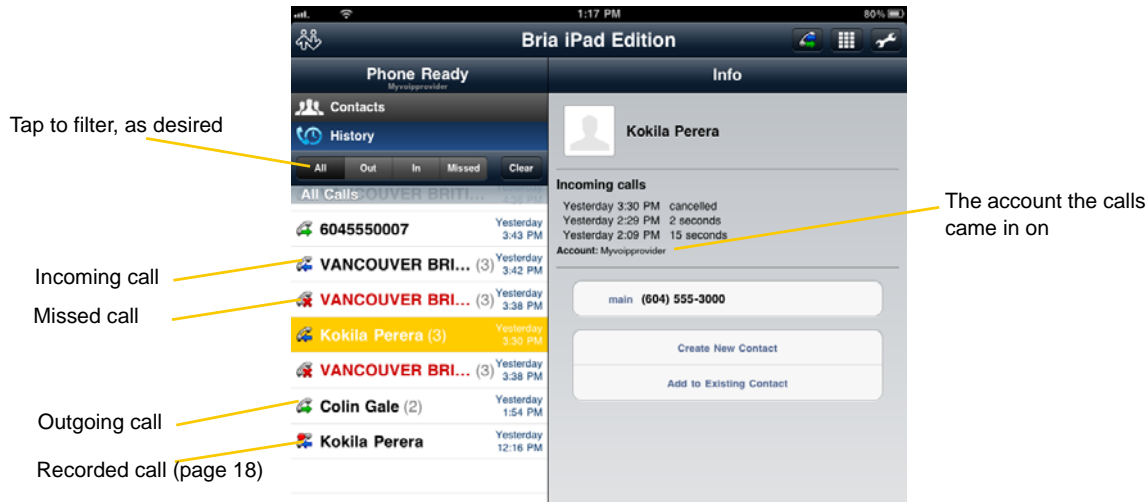 1:17 PM
80%
Bria iPad Edition
Phone Ready
Myvoipprovider
Info
Contacts
History
Tap to filter, as desired
All Out In Missed Clear
All Calls
VANCOUVER BRITI...
6045550007 Yesterday 3:43 PM
VANCOUVER BRI... (3) Yesterday 3:42 PM
VANCOUVER BRI... (3) Yesterday 3:38 PM
Kokila Perera (3) Yesterday 3:30 PM
VANCOUVER BRI... (3) Yesterday 3:38 PM
Colin Gale (2) Yesterday 1:54 PM
Kokila Perera Yesterday 12:16 PM
Incoming call
Missed call
Outgoing call
Recorded call (page 18)
Kokila Perera
Incoming calls
Yesterday 3:30 PM cancelled
Yesterday 2:29 PM 2 seconds
Yesterday 2:09 PM 15 seconds
Account: Myvoipprovider
main (604) 555-3000
Create New Contact
Add to Existing Contact
The account the calls
came in on